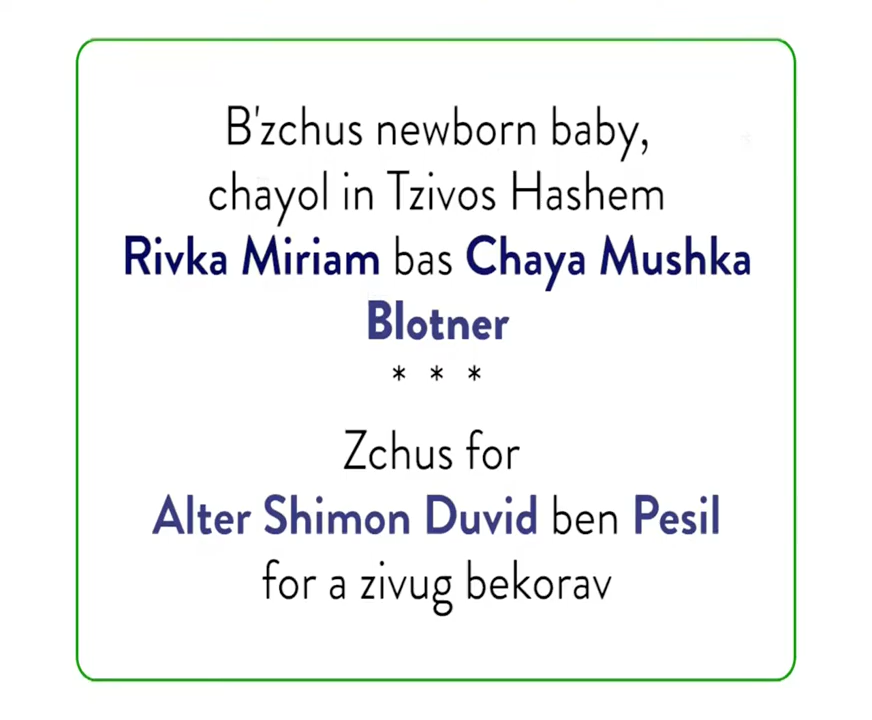 B'zchus newborn baby,
chayol in Tzivos Hashem
Rivka Miriam bas Chaya Mushka
Blotner
* * *
Zchus for
Alter Shimon Duvid ben Pesil
for a zivug bekorav